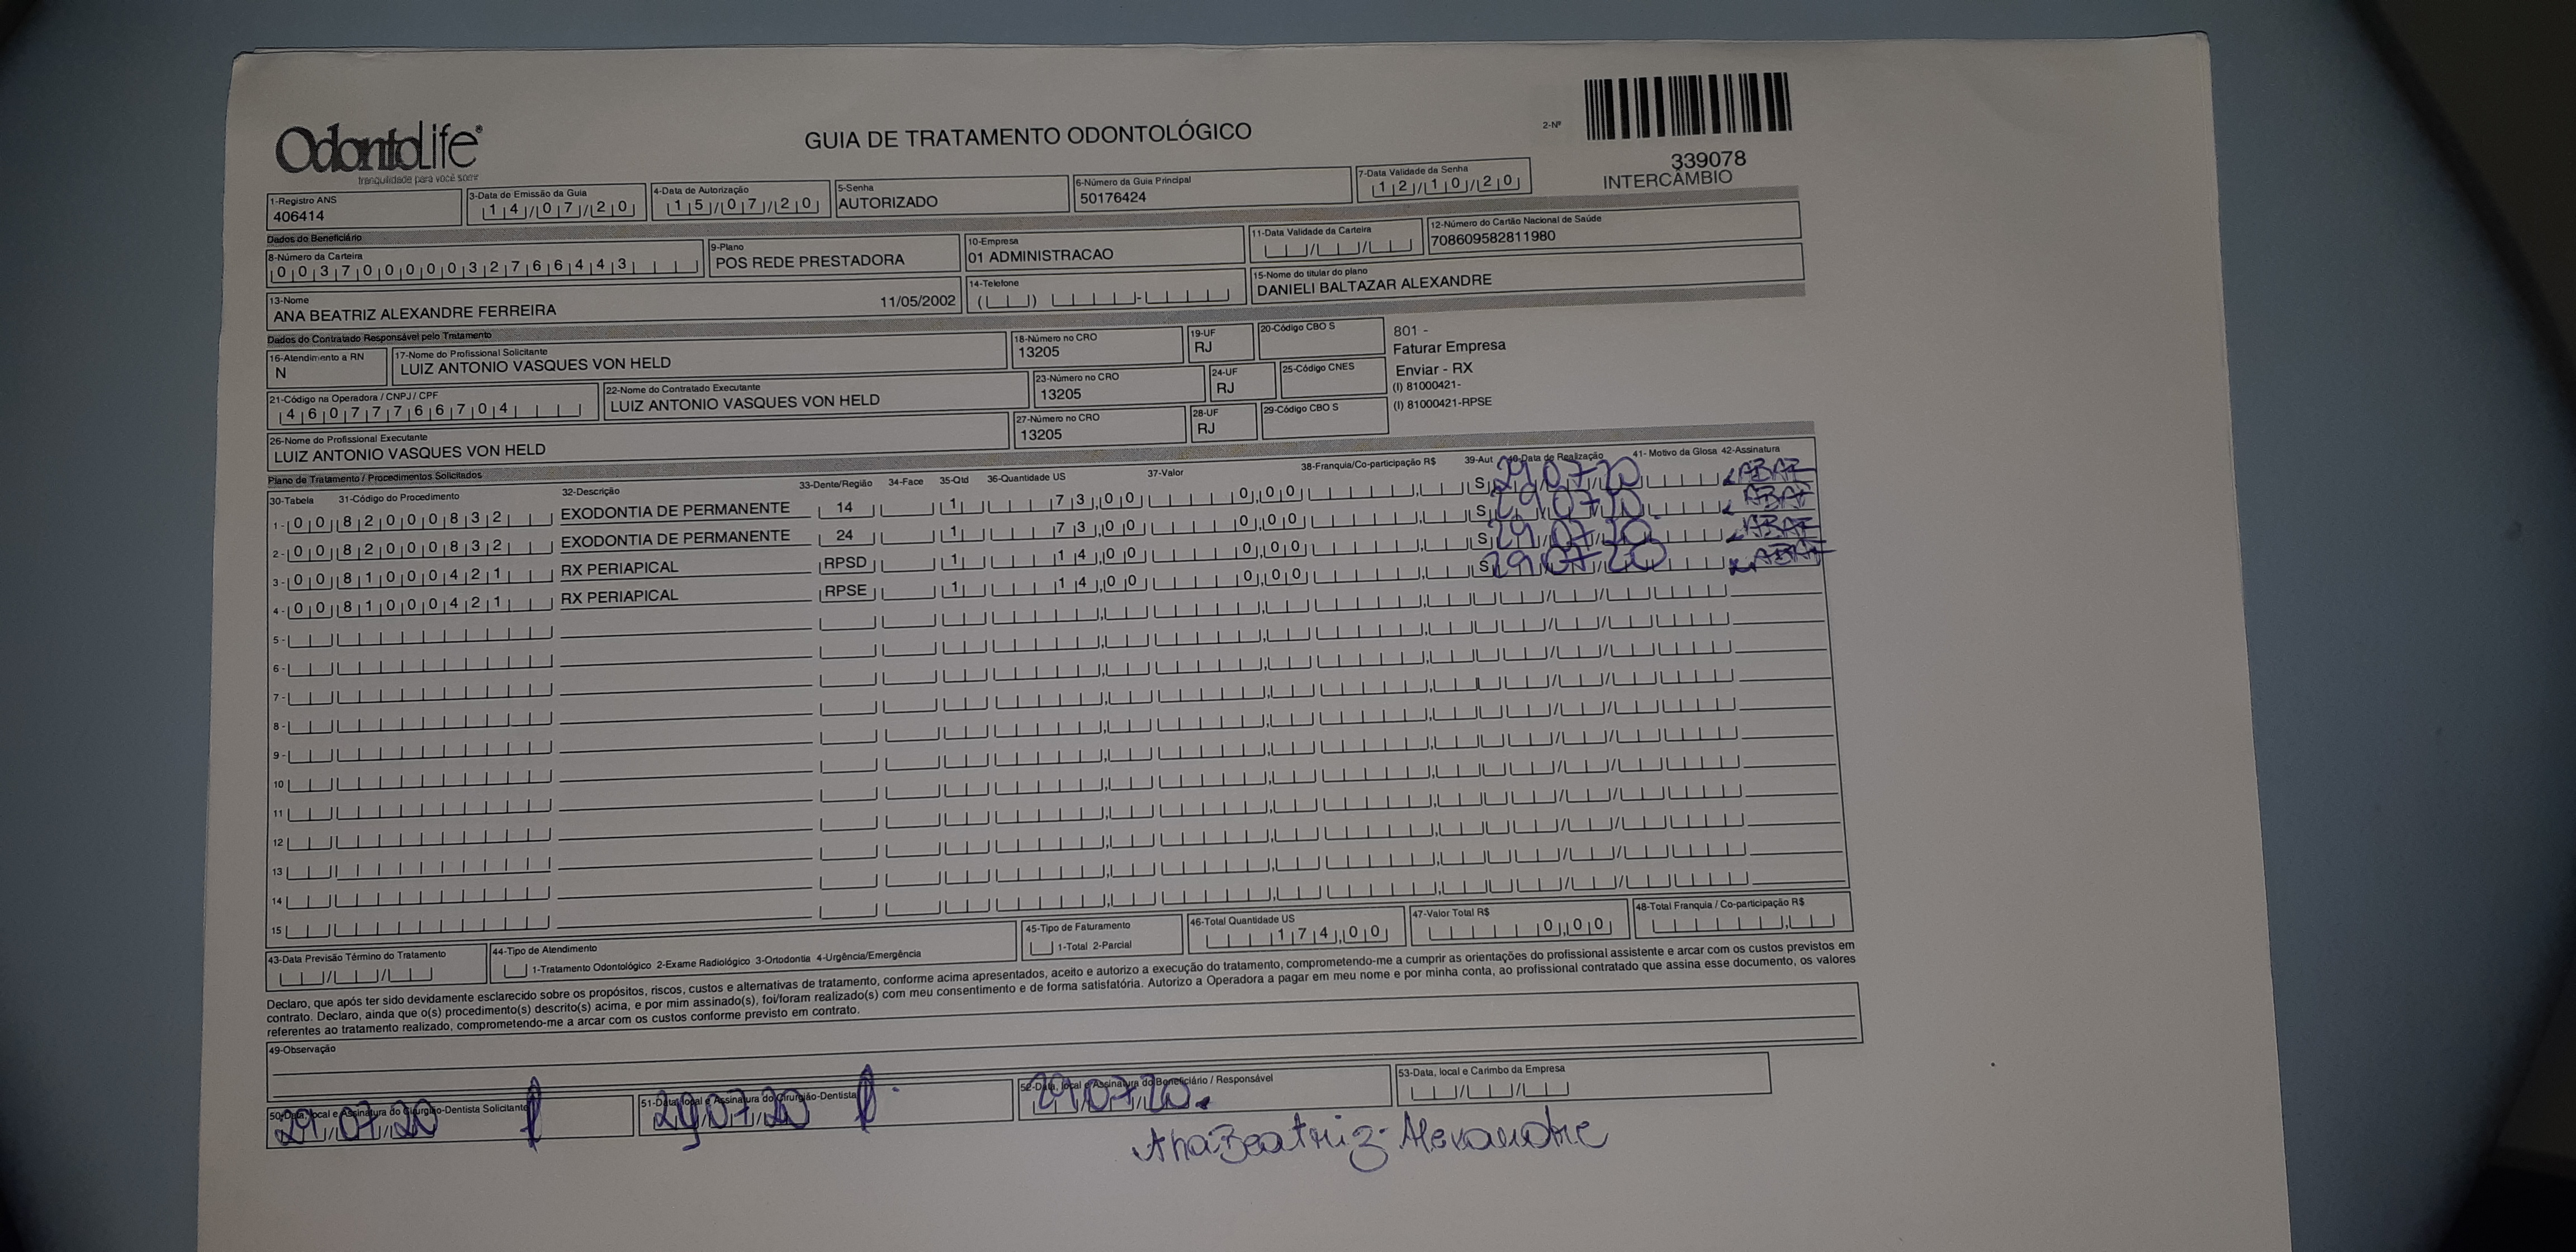 OdontoLife®
tranquilidade para você sorrir
GUIA DE TRATAMENTO ODONTOLÓGICO
2-Nº
339078
INTERCÂMBIO
1-Registro ANS
406414
3-Data de Emissão da Guia
14/07/20
4-Data de Autorização
15/07/20
5-Senha
AUTORIZADO
6-Número da Guia Principal
50176424
7-Data Validade da Senha
12/10/20
Dados do Beneficiário
8-Número da Carteira
00370000032766443
9-Plano
POS REDE PRESTADORA
10-Empresa
01 ADMINISTRACAO
11-Data Validade da Carteira
12-Número do Cartão Nacional de Saúde
708609582811980
13-Nome
ANA BEATRIZ ALEXANDRE FERREIRA 11/05/2002
14-Telefone
15-Nome do titular do plano
DANIELI BALTAZAR ALEXANDRE
Dados do Contratado Responsável pelo Tratamento
16-Atendimento a RN
N
17-Nome do Profissional Solicitante
LUIZ ANTONIO VASQUES VON HELD
18-Número no CRO
13205
19-UF
RJ
20-Código CBO S
801 -
Faturar Empresa
Enviar - RX
(I) 81000421-
(I) 81000421-RPSE
21-Código na Operadora / CNPJ / CPF
46077766704
22-Nome do Contratado Executante
LUIZ ANTONIO VASQUES VON HELD
23-Número no CRO
13205
24-UF
RJ
25-Código CNES
26-Nome do Profissional Executante
LUIZ ANTONIO VASQUES VON HELD
27-Número no CRO
13205
28-UF
RJ
29-Código CBO S
Plano de Tratamento / Procedimentos Solicitados
30-Tabela 31-Código do Procedimento 32-Descrição 33-Dente/Região 34-Face 35-Qtd 36-Quantidade US 37-Valor 38-Franquia/Co-participação R$ 39-Aut 40-Data de Realização 41- Motivo da Glosa 42-Assinatura
1- 00 82000832 EXODONTIA DE PERMANENTE 14 1 73,00 0,00 S 29/07/20 ABAF
2- 00 82000832 EXODONTIA DE PERMANENTE 24 1 73,00 0,00 S 29/07/20 ABAF
3- 00 81000421 RX PERIAPICAL RPSD 1 14,00 0,00 S 29/07/20 ABAF
4- 00 81000421 RX PERIAPICAL RPSE 1 14,00 0,00 S 29/07/20 ABAF
5-
6-
7-
8-
9-
10
11
12
13
14
15
43-Data Previsão Término do Tratamento
44-Tipo de Atendimento
1-Tratamento Odontológico 2-Exame Radiológico 3-Ortodontia 4-Urgência/Emergência
45-Tipo de Faturamento
1-Total 2-Parcial
46-Total Quantidade US
174,00
47-Valor Total R$
0,00
48-Total Franquia / Co-participação R$
Declaro, que após ter sido devidamente esclarecido sobre os propósitos, riscos, custos e alternativas de tratamento, conforme acima apresentados, aceito e autorizo a execução do tratamento, comprometendo-me a cumprir as orientações do profissional assistente e arcar com os custos previstos em
contrato. Declaro, ainda que o(s) procedimento(s) descrito(s) acima, e por mim assinado(s), foi/foram realizado(s) com meu consentimento e de forma satisfatória. Autorizo a Operadora a pagar em meu nome e por minha conta, ao profissional contratado que assina esse documento, os valores
referentes ao tratamento realizado, comprometendo-me a arcar com os custos conforme previsto em contrato.
49-Observação
50-Data, local e Assinatura do Cirurgião-Dentista Solicitante
29/07/20
51-Data, local e Assinatura do Cirurgião-Dentista
29/07/20
52-Data, local e Assinatura do Beneficiário / Responsável
29/07/20
53-Data, local e Carimbo da Empresa
Ana Beatriz Alexandre